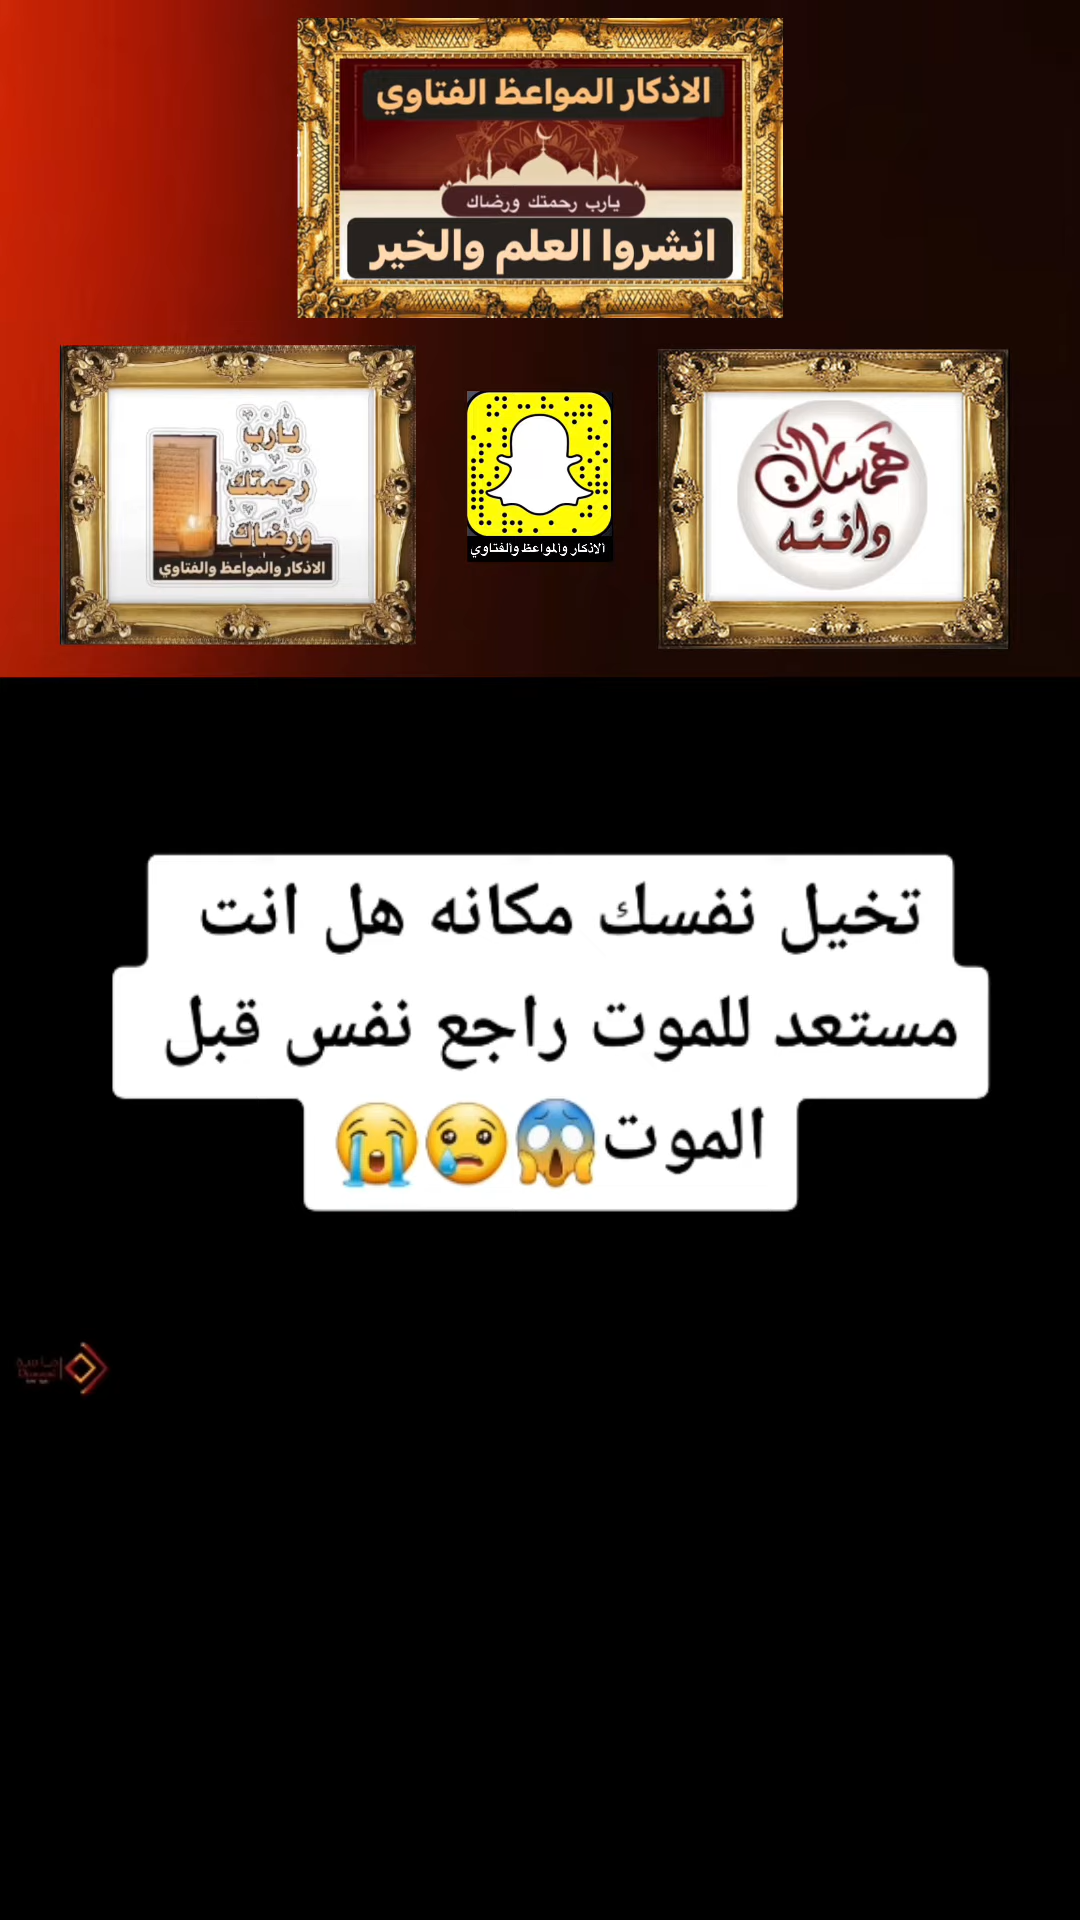 الاذكار المواعظ الفتاوي
يارب رحمتك ورضاك
انشروا العلم والخير
يارب
رحمتك
ورضاك
الاذكار والمواعظ والفتاوي
الاذكار والمواعظ والفتاوي
همسات
دافئه
تخيل نفسك مكانه هل انت
مستعد للموت راجع نفس قبل
الموت😱😢😭